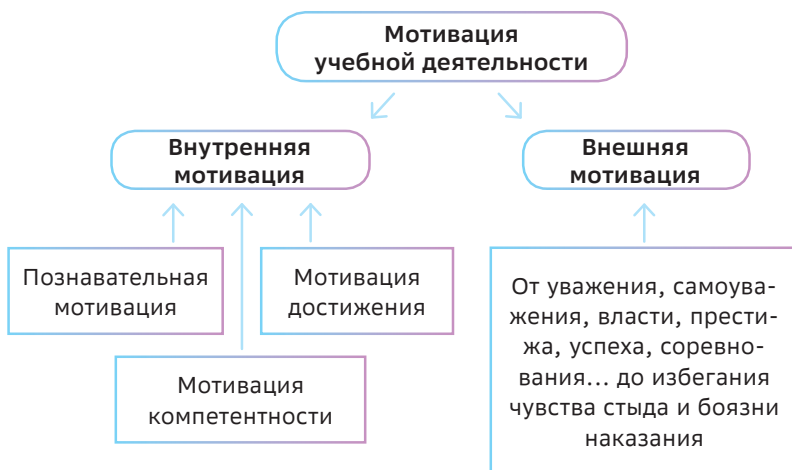 Мотивация
учебной деятельности
Внутренняя
мотивация
Внешняя
мотивация
Познавательная
мотивация
Мотивация
достижения
Мотивация
компетентности
От уважения, самоува-
жения, власти, прести-
жа, успеха, соревно-
вания... до избегания
чувства стыда и боязни
наказания